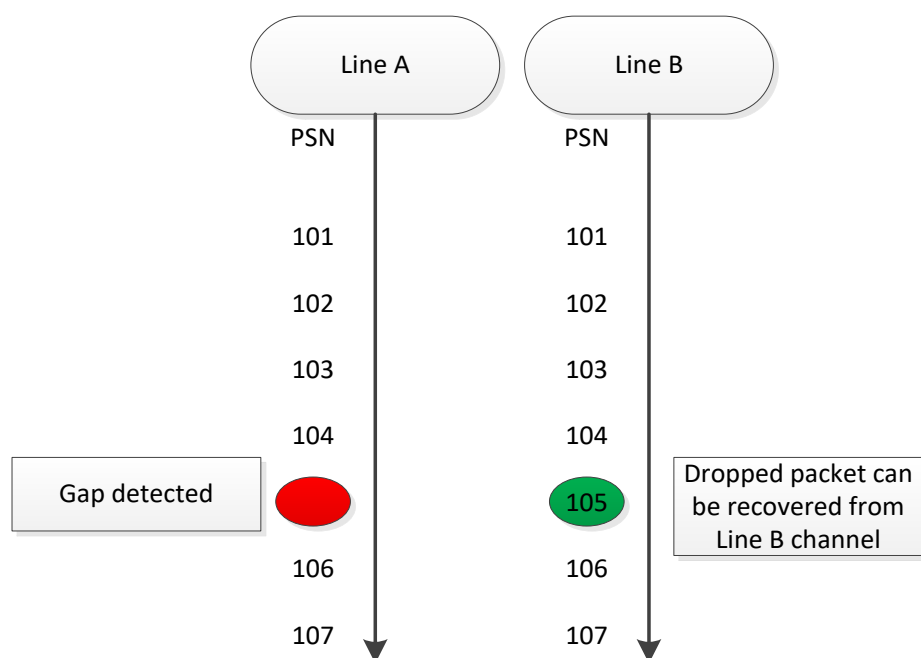 Line A
Line B
PSN
PSN
101
101
102
102
103
103
104
104
Gap detected
105
Dropped packet can
be recovered from
Line B channel
106
106
107
107